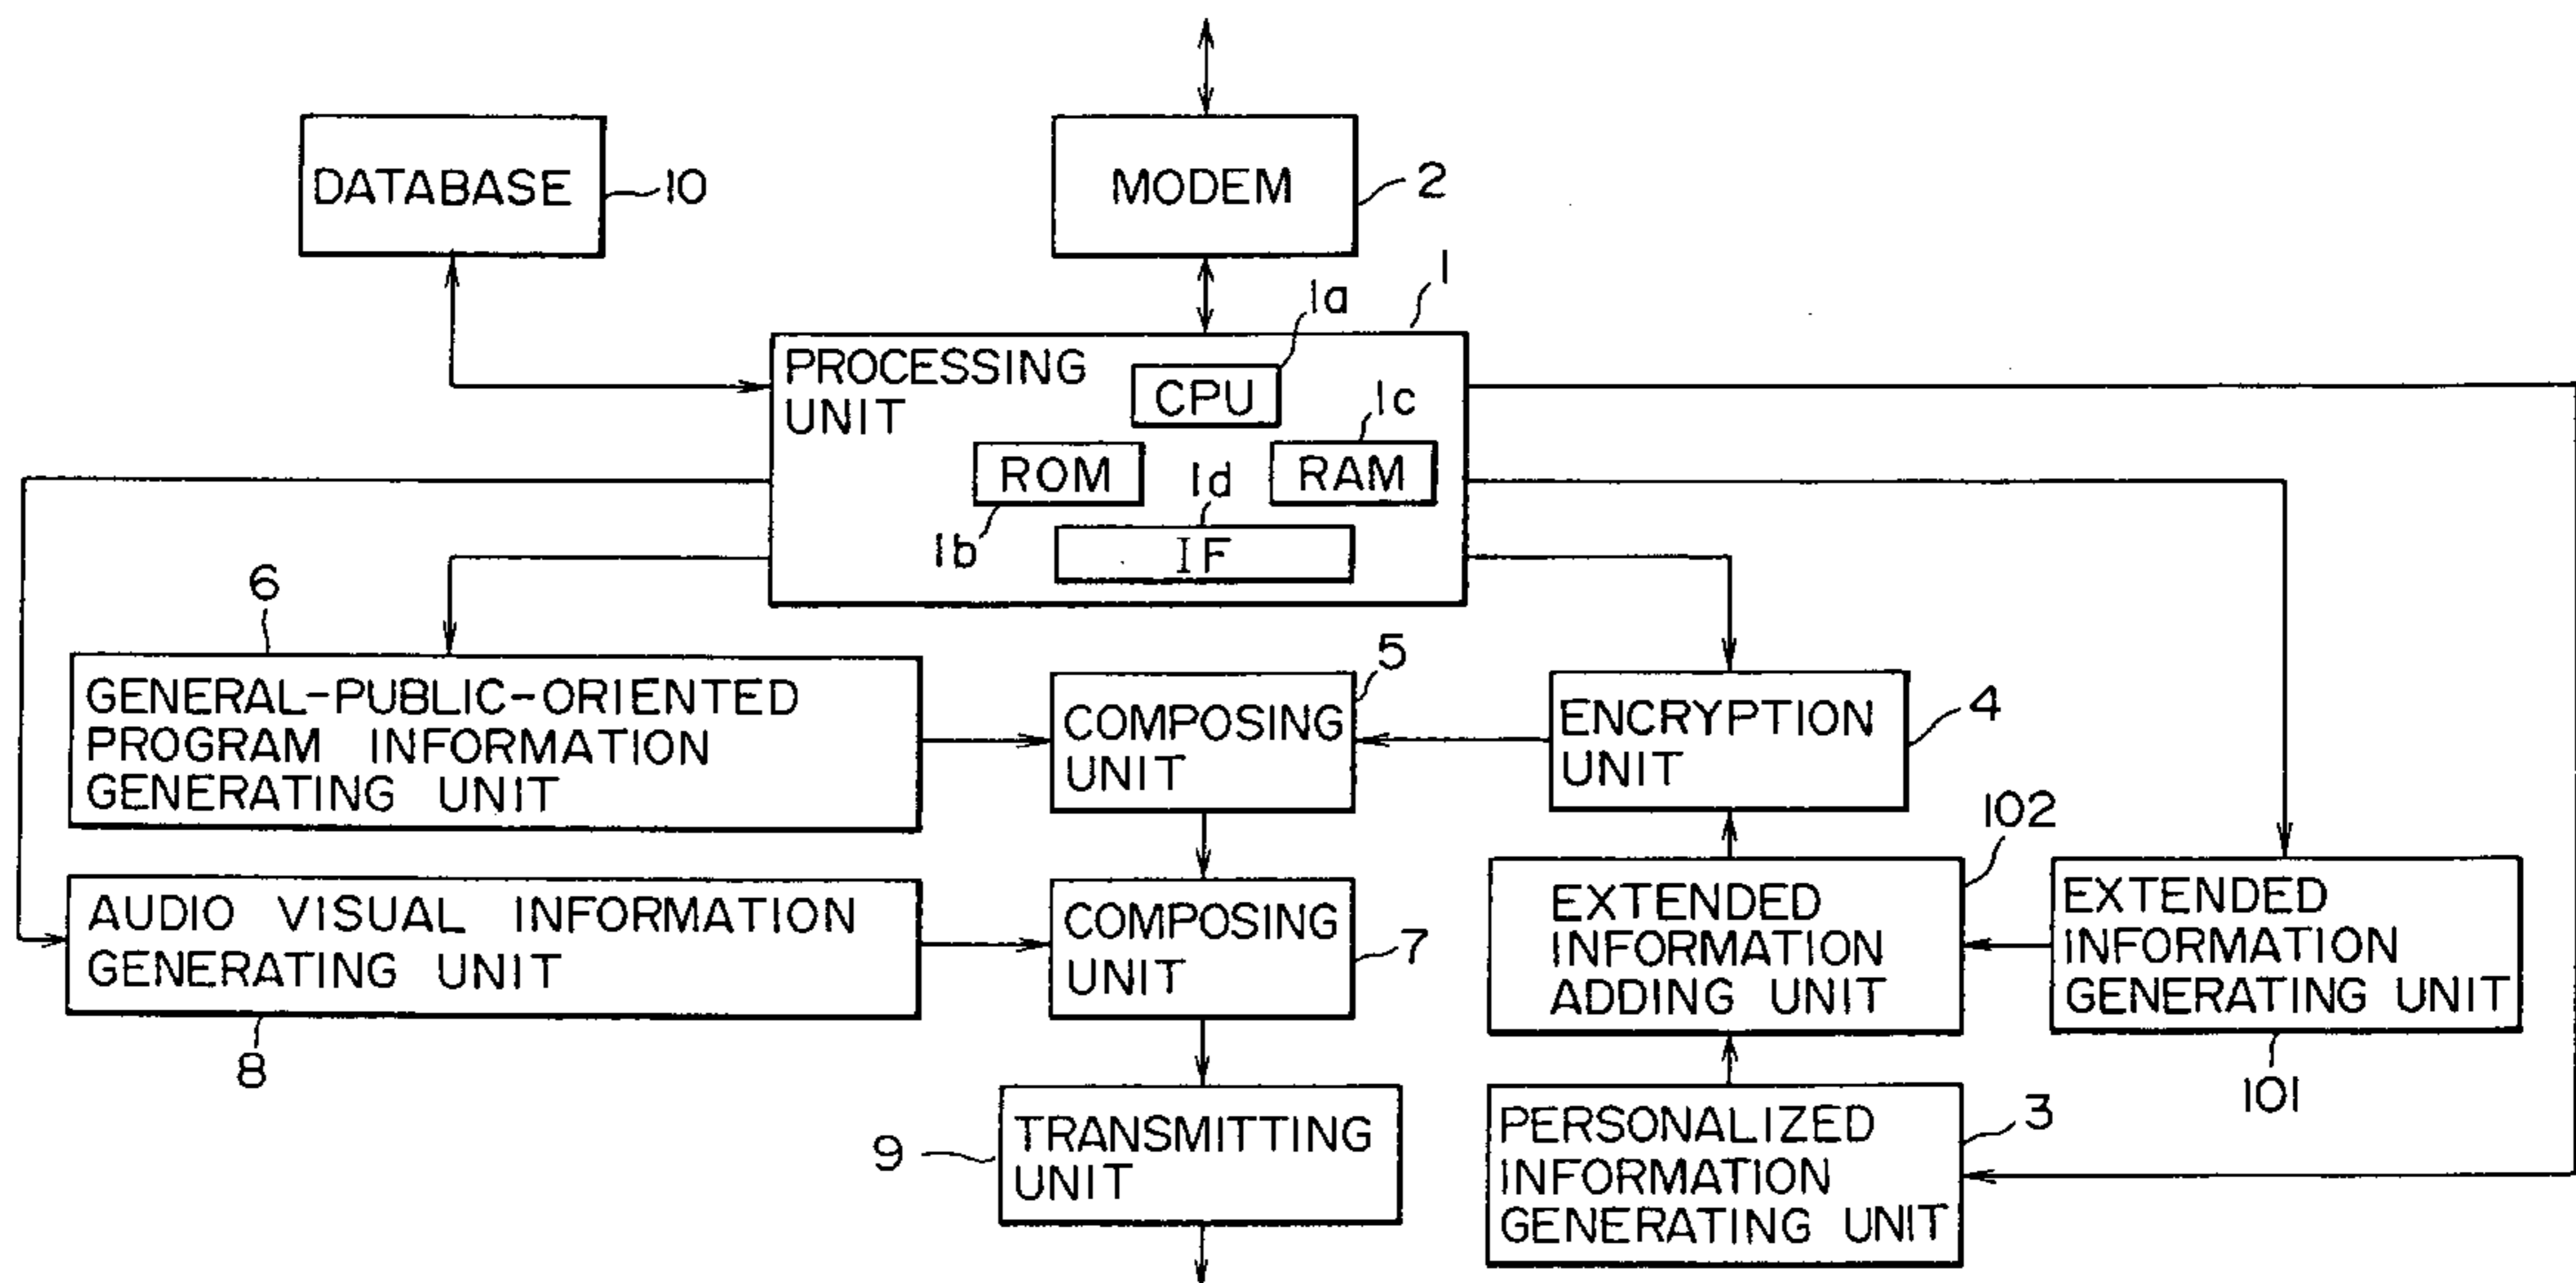 DATABASE
10
MODEM
2
1
PROCESSING
UNIT
1a
CPU
1c
ROM
1d
RAM
1b
IF
6
GENERAL-PUBLIC-ORIENTED
PROGRAM INFORMATION
GENERATING UNIT
5
COMPOSING
UNIT
ENCRYPTION
UNIT
4
102
AUDIO VISUAL INFORMATION
GENERATING UNIT
8
COMPOSING
UNIT
7
EXTENDED
INFORMATION
ADDING UNIT
EXTENDED
INFORMATION
GENERATING UNIT
101
9
TRANSMITTING
UNIT
PERSONALIZED
INFORMATION
GENERATING UNIT
3